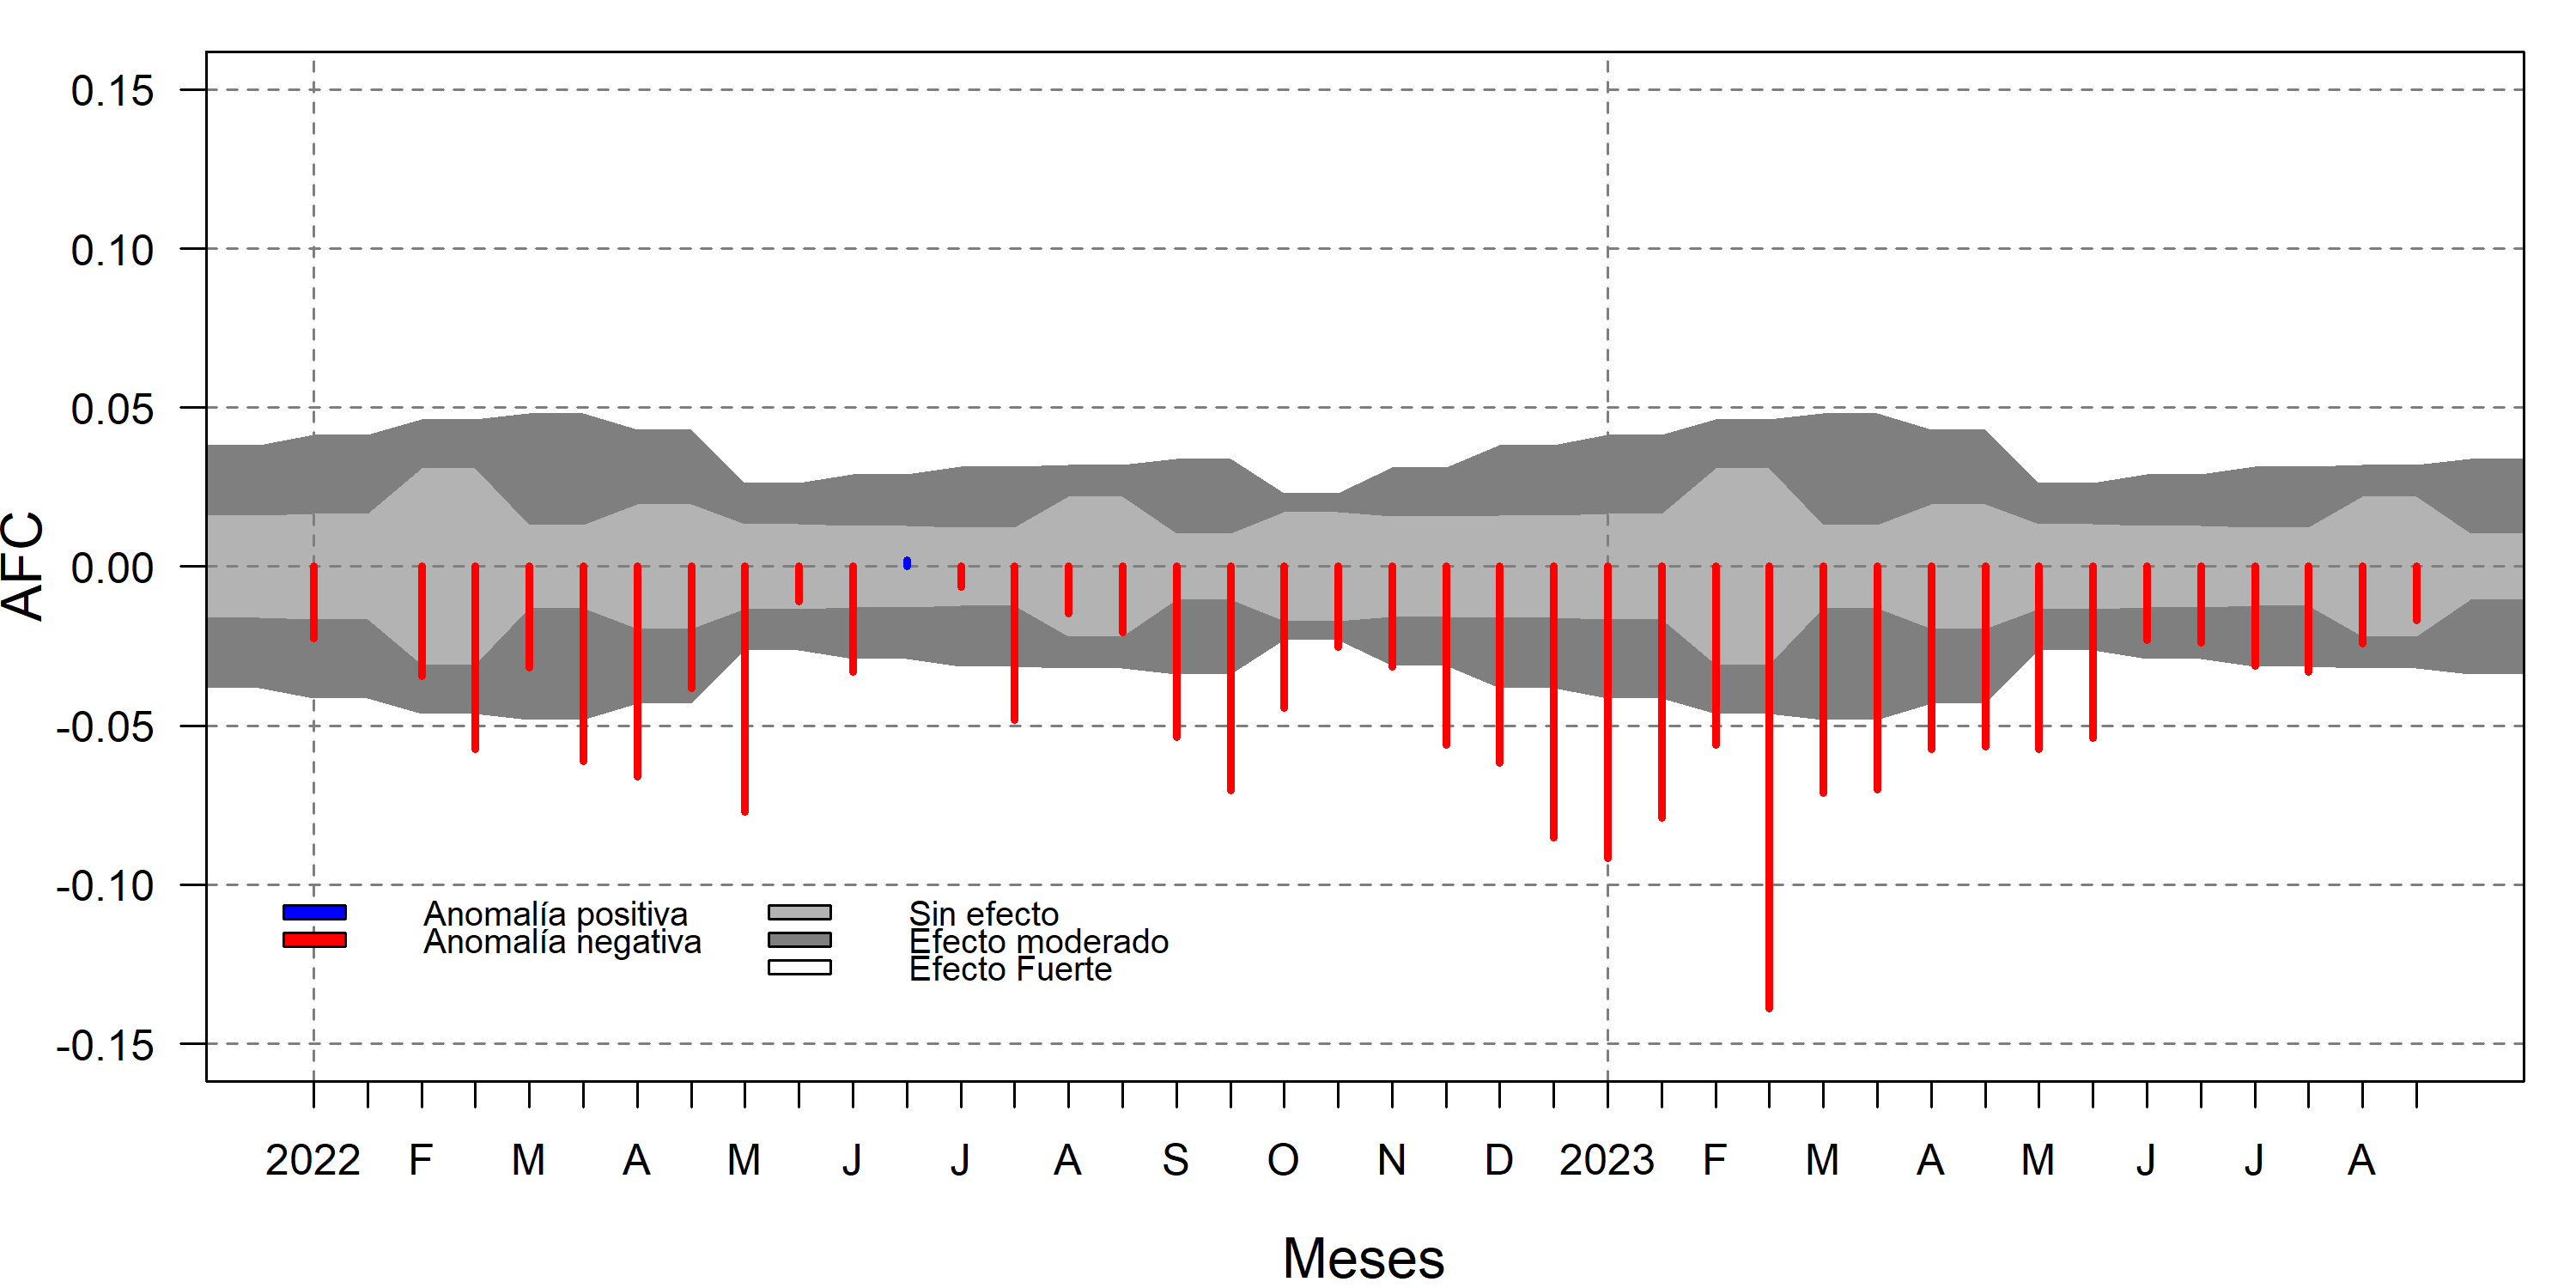 0.15
0.10
0.05
0.00
-0.05
-0.10
-0.15
AFC
Anomalía positiva
Anomalía negativa
Sin efecto
Efecto moderado
Efecto Fuerte
2022 F M A M J J A S O N D 2023 F M A M J J A
Meses